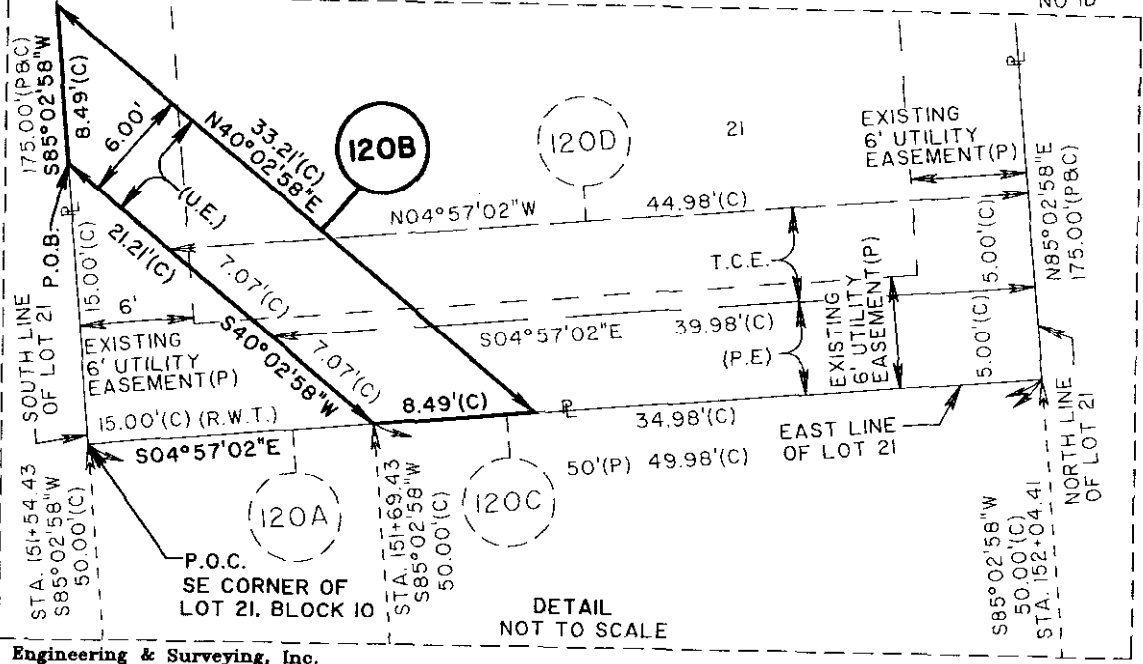 NO ID
175.00'(P&C)
S85°02'58"W
8.49'(C)
6.00'
(U.E.)
33.21'(C)
N40°02'58"E
120B
120D
21
EXISTING
6' UTILITY
EASEMENT(P)
PL
N85°02'58"E
175.00'(P&C)
N04°57'02"W
44.98'(C)
P.O.B.
PL
21.21'(C)
15.00'(C)
7.07'(C)
T.C.E.
5.00'(C)
SOUTH LINE
OF LOT 21
6'
S04°57'02"E
39.98'(C)
EXISTING
6' UTILITY
EASEMENT(P)
EXISTING
6' UTILITY
EASEMENT(P)
S40°02'58"W
7.07'(C)
(P.E)
5.00'(C)
15.00'(C) (R.W.T.)
8.49'(C)
PL
34.98'(C)
EAST LINE
OF LOT 21
NORTH LINE
OF LOT 21
S04°57'02"E
50'(P) 49.98'(C)
STA. 151+54.43
S85°02'58"W
50.00'(C)
120A
STA. 151+69.43
S85°02'58"W
50.00'(C)
120C
S85°02'58"W
50.00'(C)
STA. 152+04.41
P.O.C.
SE CORNER OF
LOT 21, BLOCK 10
DETAIL
NOT TO SCALE
Engineering & Surveying, Inc.